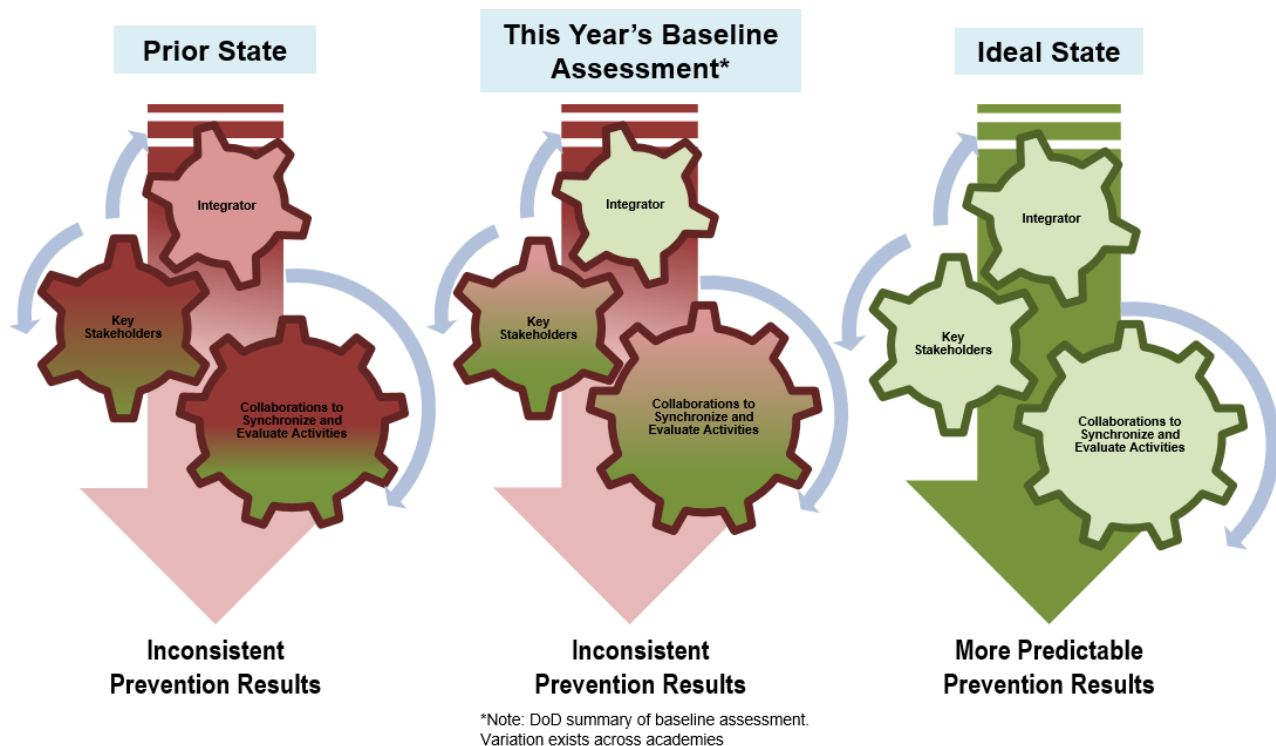 Prior State
Integrator
Key
Stakeholders
Collaborations to
Synchronize and
Evaluate Activities
Inconsistent
Prevention Results
This Year's Baseline
Assessment*
Integrator
Key
Stakeholders
Collaborations to
Synchronize and
Evaluate Activities
Inconsistent
Prevention Results
*Note: DoD summary of baseline assessment.
Variation exists across academies
Ideal State
Integrator
Key
Stakeholders
Collaborations to
Synchronize and
Evaluate Activities
More Predictable
Prevention Results